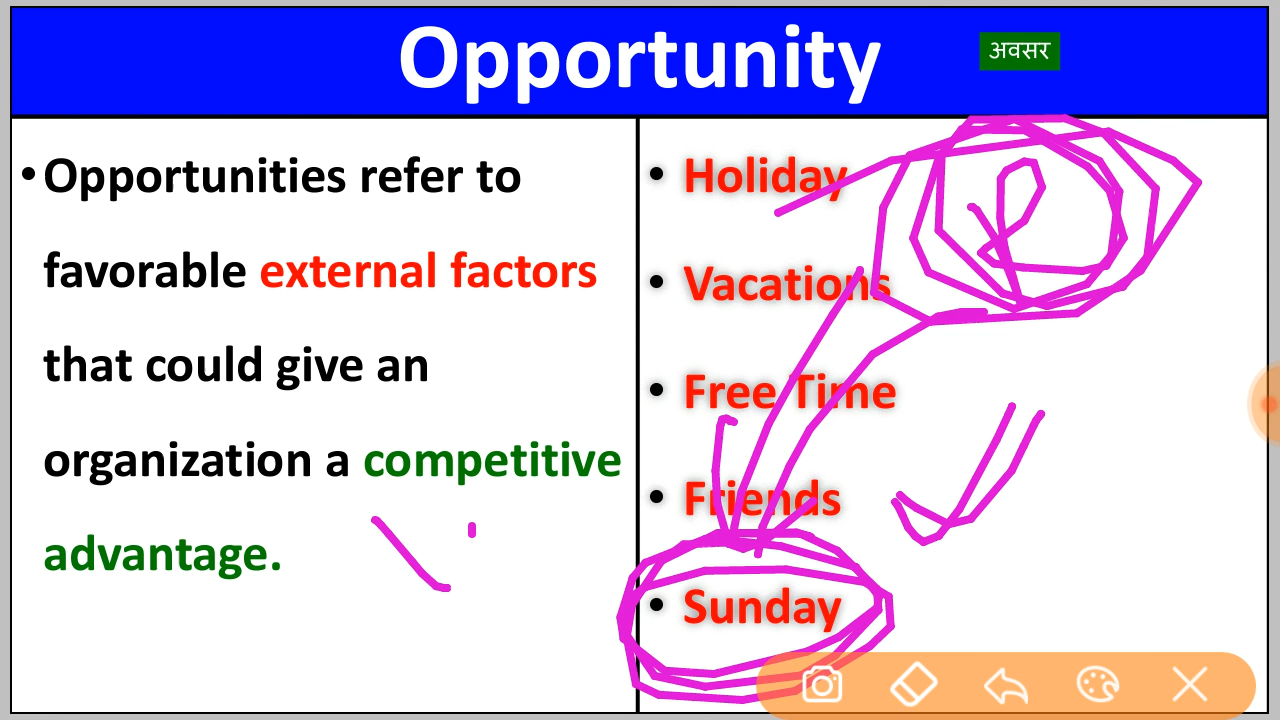 Opportunity
अवसर
• Opportunities refer to
favorable external factors
that could give an
organization a competitive
advantage.
• Holiday
• Vacations
• Free Time
• Friends
• Sunday